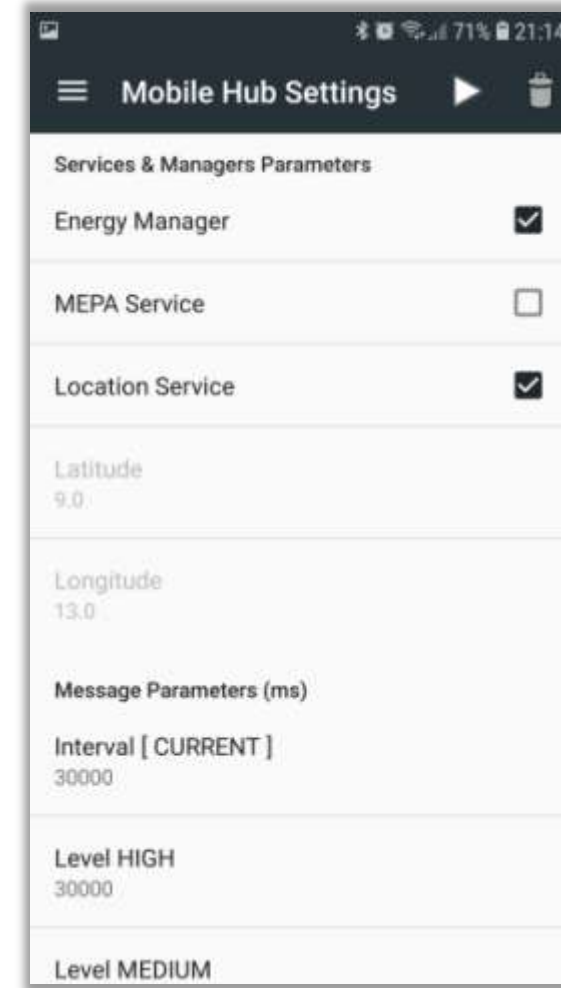 71% 21:14
Mobile Hub Settings
Services & Managers Parameters
Energy Manager
MEPA Service
Location Service
Latitude
9.0
Longitude
13.0
Message Parameters (ms)
Interval [ CURRENT ]
30000
Level HIGH
30000
Level MEDIUM